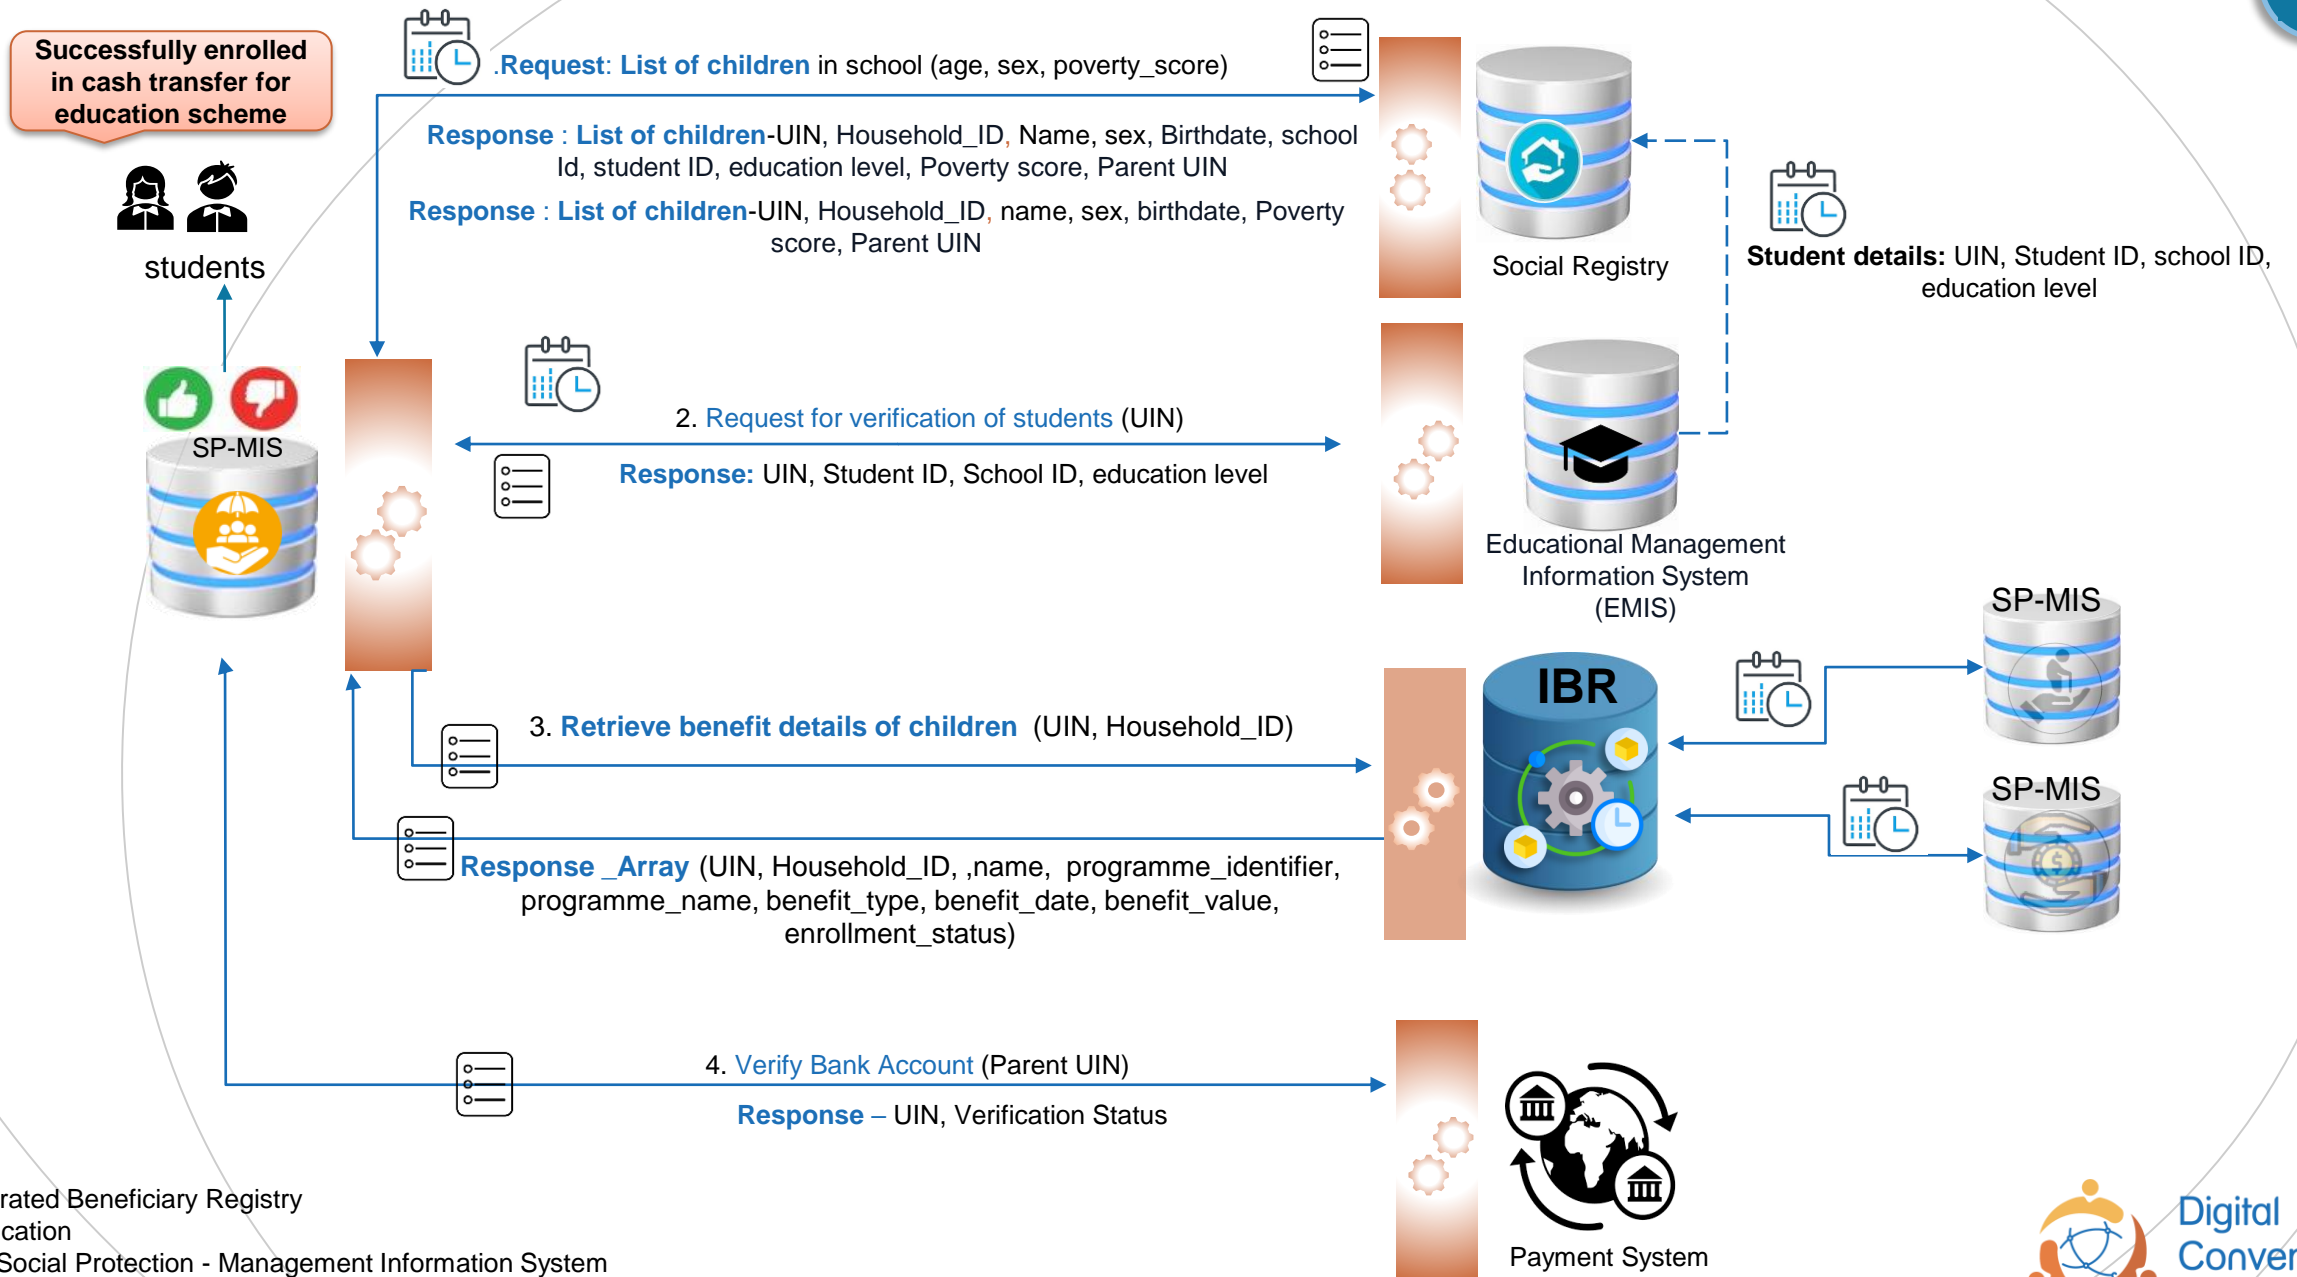 Successfully enrolled
in cash transfer for
education scheme
students
.Request: List of children in school (age, sex, poverty_score)
Response : List of children-UIN, Household_ID, Name, sex, Birthdate, school
Id, student ID, education level, Poverty score, Parent UIN
Response : List of children-UIN, Household_ID, name, sex, birthdate, Poverty
score, Parent UIN
Social Registry
Student details: UIN, Student ID, school ID,
education level
SP-MIS
2. Request for verification of students (UIN)
Response: UIN, Student ID, School ID, education level
Educational Management
Information System
(EMIS)
SP-MIS
IBR
3. Retrieve benefit details of children (UIN, Household_ID)
SP-MIS
Response _Array (UIN, Household_ID, ,name, programme_identifier,
programme_name, benefit_type, benefit_date, benefit_value,
enrollment_status)
4. Verify Bank Account (Parent UIN)
Response – UIN, Verification Status
Payment System
rated Beneficiary Registry
cation
Social Protection - Management Information System
Digital
Conver